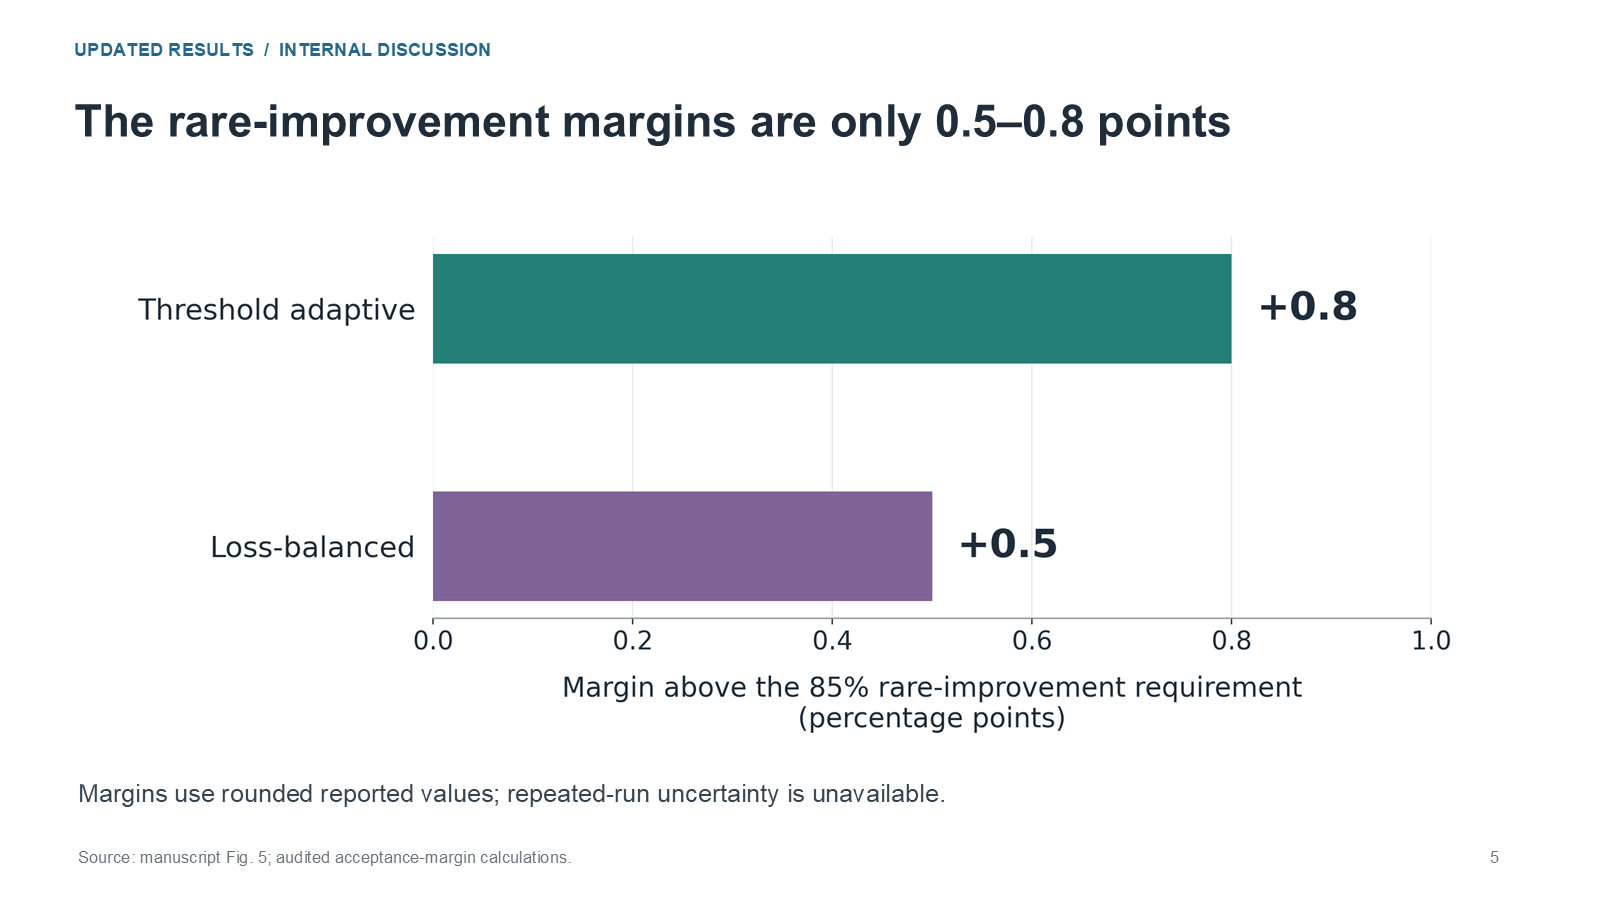 UPDATED RESULTS / INTERNAL DISCUSSION
The rare-improvement margins are only 0.5–0.8 points
Threshold adaptive
+0.8
Loss-balanced
+0.5
0.0 0.2 0.4 0.6 0.8 1.0
Margin above the 85% rare-improvement requirement
(percentage points)
Margins use rounded reported values; repeated-run uncertainty is unavailable.
Source: manuscript Fig. 5; audited acceptance-margin calculations.
5